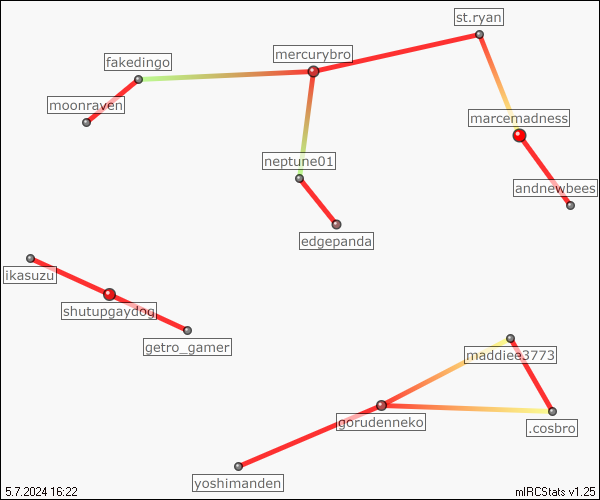 st.ryan
mercurybro
fakedingo
moonraven
marcemadness
neptune01
andnewbees
edgepanda
ikasuzu
shutupgaydog
getro_gamer
maddiee3773
gorudenneko
.cosbro
yoshimanden
5.7.2024 16:22
mIRCStats v1.25